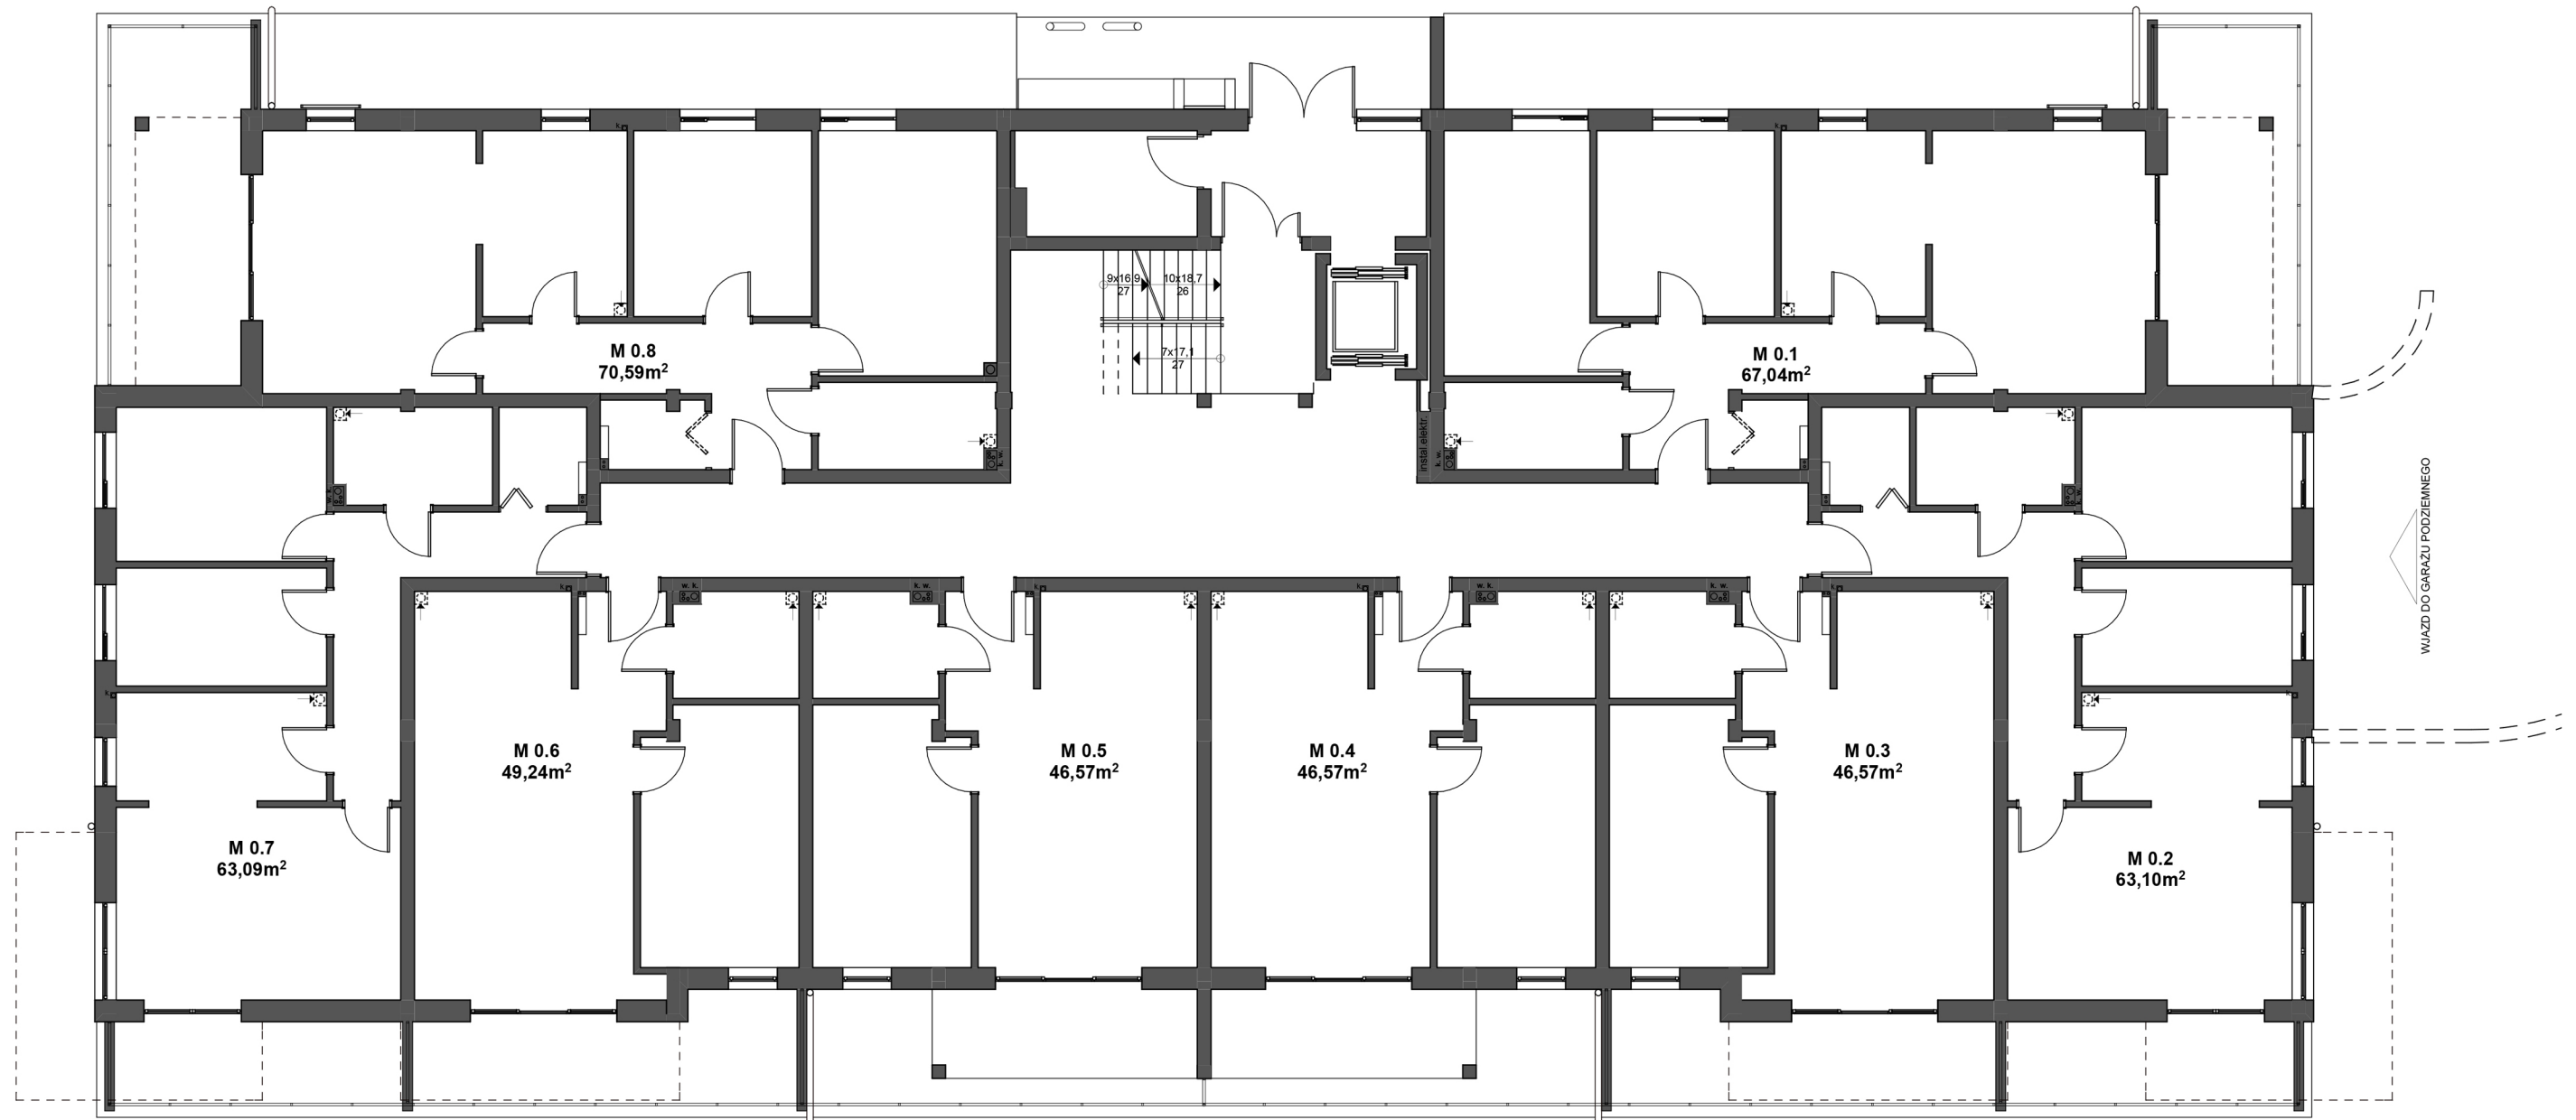 9x16,9
27
10x18,7
26
7x17,1
27
M 0.8
70,59m²
M 0.1
67,04m²
instal.elektr.
k. w.
k. w.
w. k.
k. w.
WJAZD DO GARAŻU PODZIEMNEGO
k
w. k.
k. w.
k
k
w. k.
k. w.
k
k
k
k
k
M 0.6
49,24m²
M 0.5
46,57m²
M 0.4
46,57m²
M 0.3
46,57m²
M 0.7
63,09m²
M 0.2
63,10m²